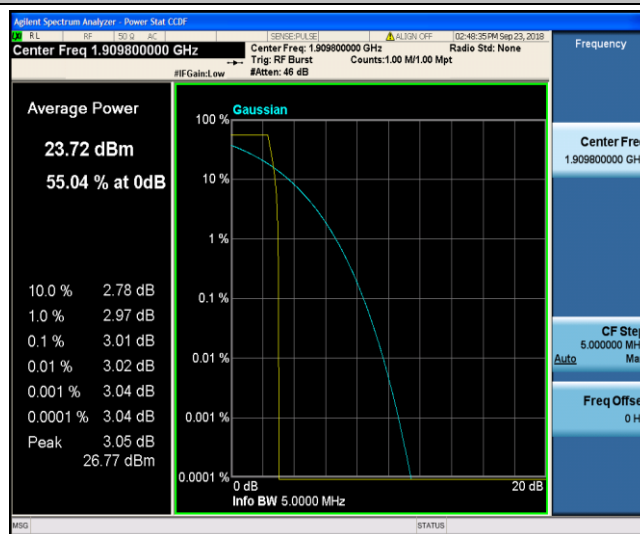 Agilent Spectrum Analyzer - Power Stat CCDF
RL RF 50 Ω AC SENSE:PULSE ALIGN OFF 02:48:35 PM Sep 23, 2018
Center Freq 1.909800000 GHz
Center Freq: 1.909800000 GHz Radio Std: None
Trig: RF Burst Counts:1.00 M/1.00 Mpt
#IFGain:Low #Atten: 46 dB
Frequency
Average Power
23.72 dBm
55.04 % at 0dB
10.0 % 2.78 dB
1.0 % 2.97 dB
0.1 % 3.01 dB
0.01 % 3.02 dB
0.001 % 3.04 dB
0.0001 % 3.04 dB
Peak 3.05 dB
26.77 dBm
Gaussian
100 %
10 %
1 %
0.1 %
0.01 %
0.001 %
0.0001 %
0 dB 20 dB
Info BW 5.0000 MHz
Center Fre
1.909800000 GH
CF Ste
5.000000 MH
Auto Ma
Freq Offse
0 H
MSG STATUS